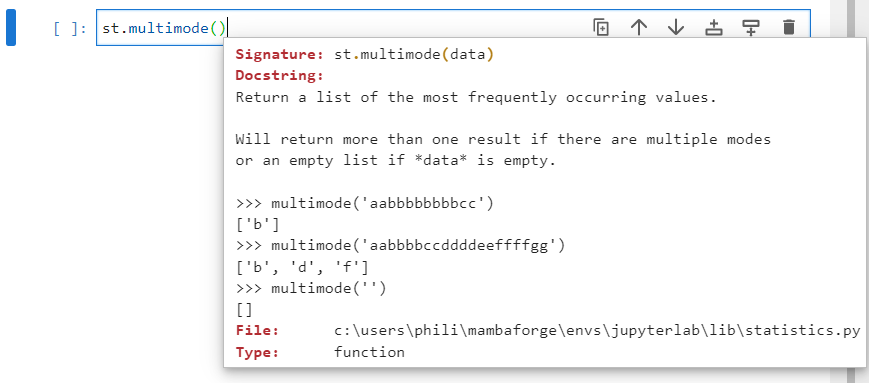 [ ]: st.multimode()
Signature: st.multimode(data)
Docstring:
Return a list of the most frequently occurring values.
Will return more than one result if there are multiple modes
or an empty list if *data* is empty.
>>> multimode('aabbbbbbbbcc')
['b']
>>> multimode('aabbbbccddddeeffffgg')
['b', 'd', 'f']
>>> multimode('')
[]
File:      c:\users\phili\mambaforge\envs\jupyterlab\lib\statistics.py
Type:      function